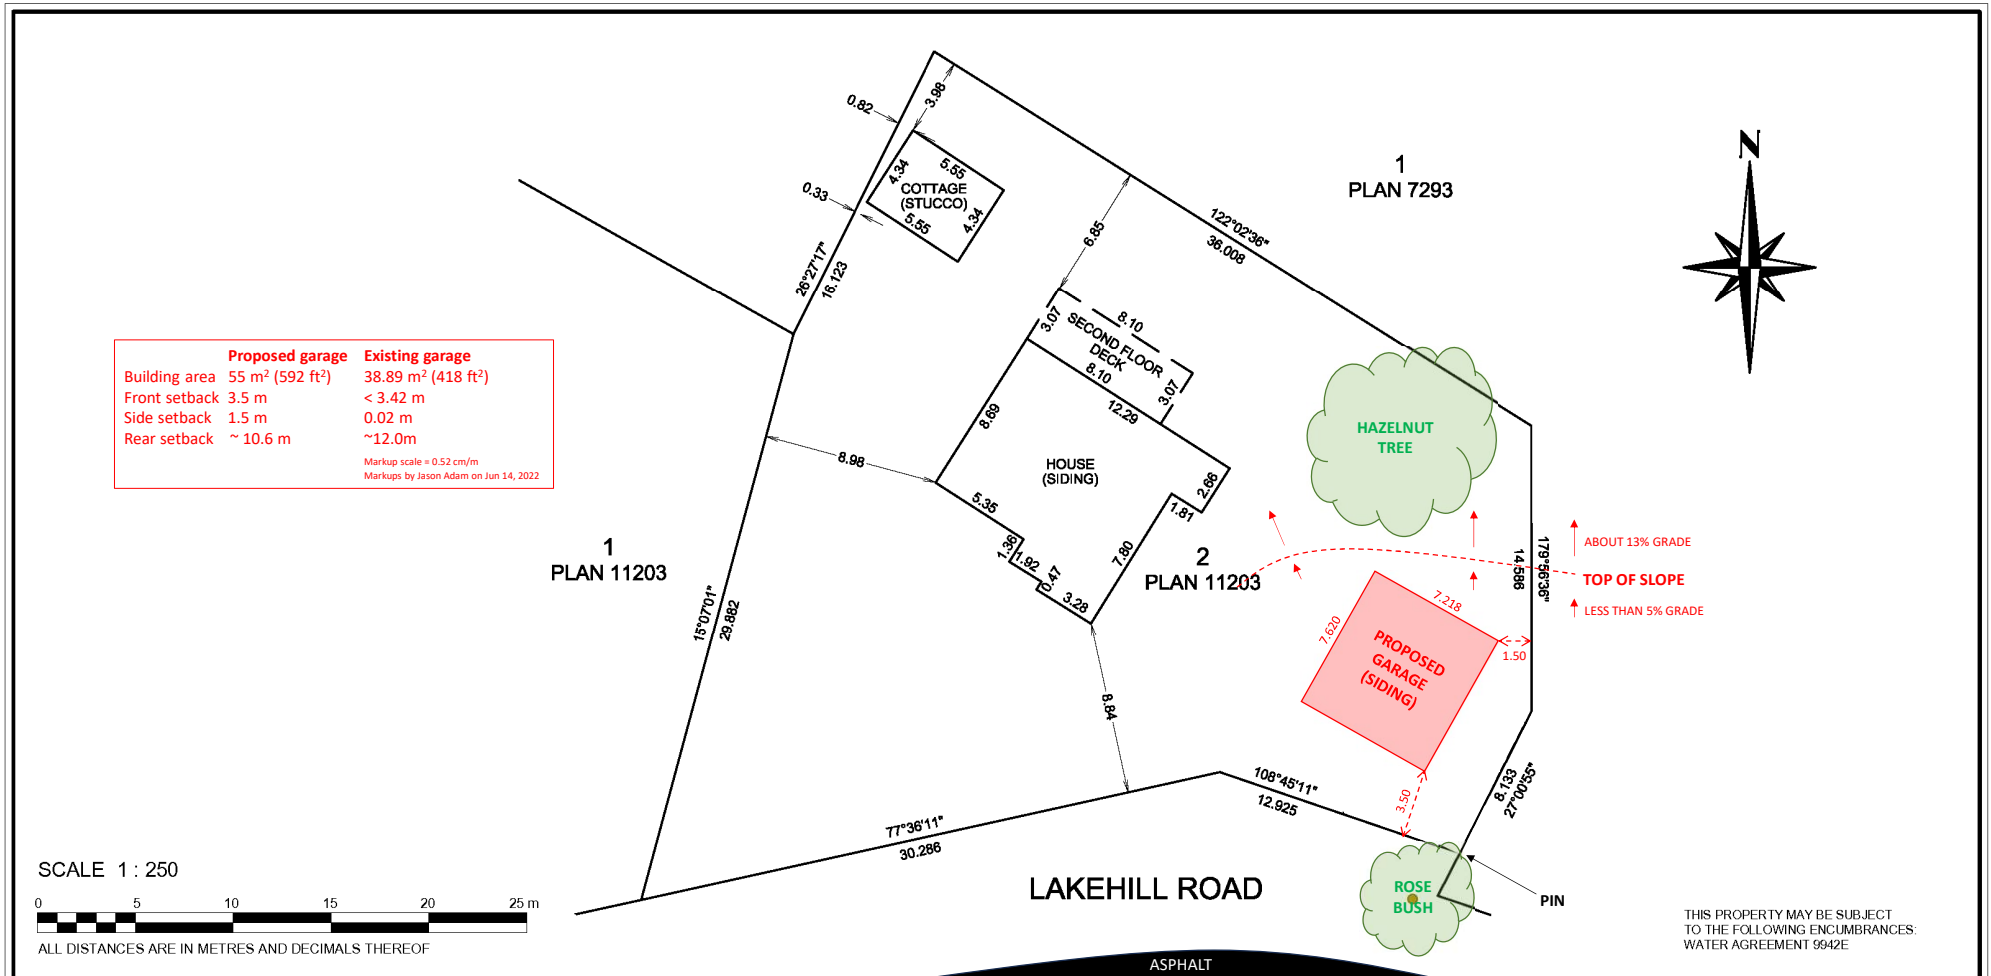 0.82
3.98
N
1
PLAN 7293
5.55
4.34
COTTAGE
(STUCCO)
0.33
5.55
4.34
122°02'36"
36.008
6.85
26°27'17"
16.123
8.10
3.07
SECOND FLOOR
DECK
8.10
3.07
Proposed garage Existing garage
Building area 55 m² (592 ft²) 38.89 m² (418 ft²)
Front setback 3.5 m < 3.42 m
Side setback 1.5 m 0.02 m
Rear setback ~ 10.6 m ~12.0m
Markup scale = 0.52 cm/m
Markups by Jason Adam on Jun 14, 2022
12.29
8.69
HAZELNUT
TREE
8.98
HOUSE
(SIDING)
2.66
5.35
1.81
1.36
1.92
0.47
3.28
7.80
1
PLAN 11203
2
PLAN 11203
14.586
179°56'36"
ABOUT 13% GRADE
TOP OF SLOPE
LESS THAN 5% GRADE
7.218
7.620
PROPOSED
GARAGE
(SIDING)
1.50
15°07'01"
29.882
8.84
108°45'11"
12.925
3.50
8.133
27°00'55"
77°36'11"
30.286
SCALE 1 : 250
0 5 10 15 20 25 m
ALL DISTANCES ARE IN METRES AND DECIMALS THEREOF
LAKEHILL ROAD
ROSE
BUSH
PIN
THIS PROPERTY MAY BE SUBJECT
TO THE FOLLOWING ENCUMBRANCES:
WATER AGREEMENT 9942E
ASPHALT